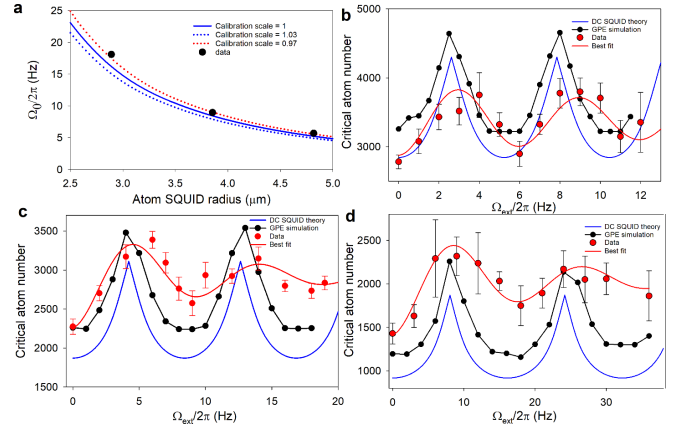 a
25
20
15
10
5
0
Ω0/2π (Hz)
2.5 3.0 3.5 4.0 4.5 5.0
Atom SQUID radius (μm)
Calibration scale = 1
Calibration scale = 1.03
Calibration scale = 0.97
data
b
5000
4000
3000
Critical atom number
0 2 4 6 8 10 12
Ωext/2π (Hz)
DC SQUID theory
GPE simulation
Data
Best fit
c
3500
3000
2500
2000
1500
Critical atom number
0 5 10 15 20
Ωext/2π (Hz)
DC SQUID theory
GPE simulation
Data
Best fit
d
2500
2000
1500
1000
Critical atom number
0 10 20 30
Ωext/2π (Hz)
DC SQUID theory
GPE simulation
Data
Best fit